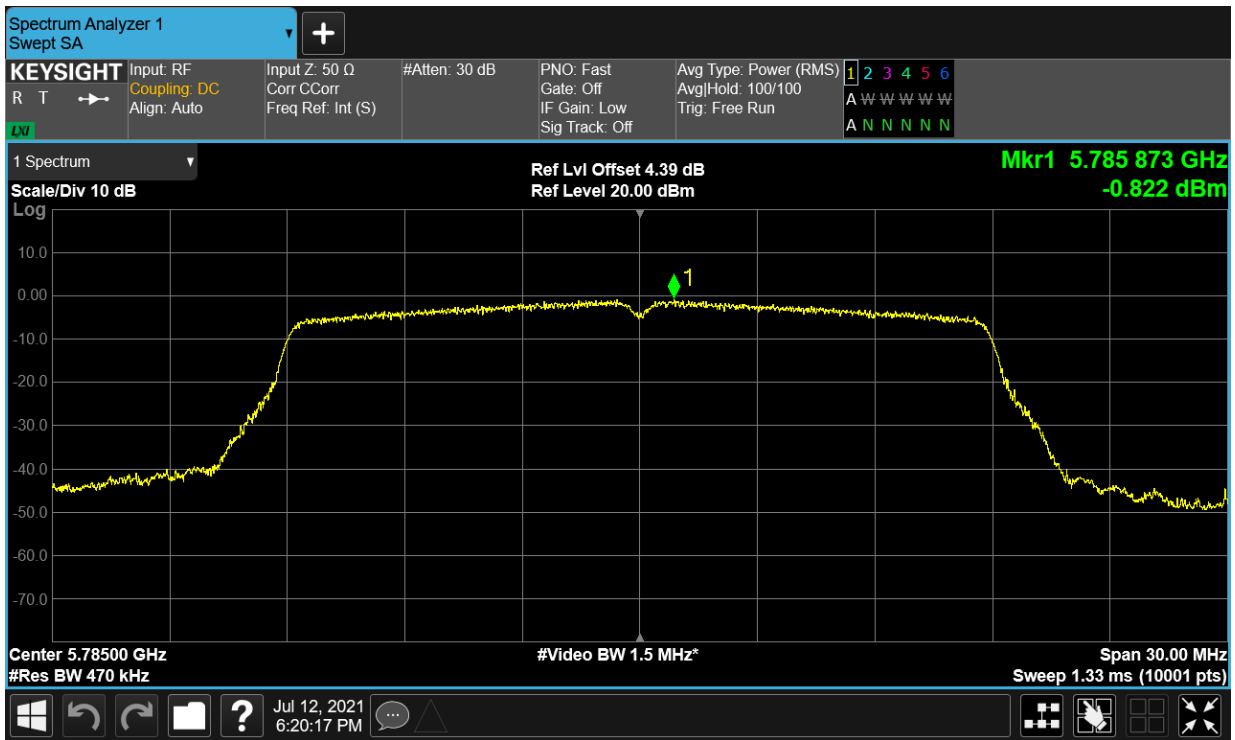 Spectrum Analyzer 1
Swept SA
+
KEYSIGHT
R T
LXI
Input: RF
Coupling: DC
Align: Auto
Input Z: 50 Ω
Corr CCorr
Freq Ref: Int (S)
#Atten: 30 dB
PNO: Fast
Gate: Off
IF Gain: Low
Sig Track: Off
Avg Type: Power (RMS)
Avg|Hold: 100/100
Trig: Free Run
1 2 3 4 5 6
A W W W W W
A N N N N N
1 Spectrum
Scale/Div 10 dB
Log
Ref Lvl Offset 4.39 dB
Ref Level 20.00 dBm
Mkr1 5.785 873 GHz
-0.822 dBm
10.0
0.00
-10.0
-20.0
-30.0
-40.0
-50.0
-60.0
-70.0
1
Center 5.78500 GHz
#Res BW 470 kHz
#Video BW 1.5 MHz*
Span 30.00 MHz
Sweep 1.33 ms (10001 pts)
?
Jul 12, 2021
6:20:17 PM